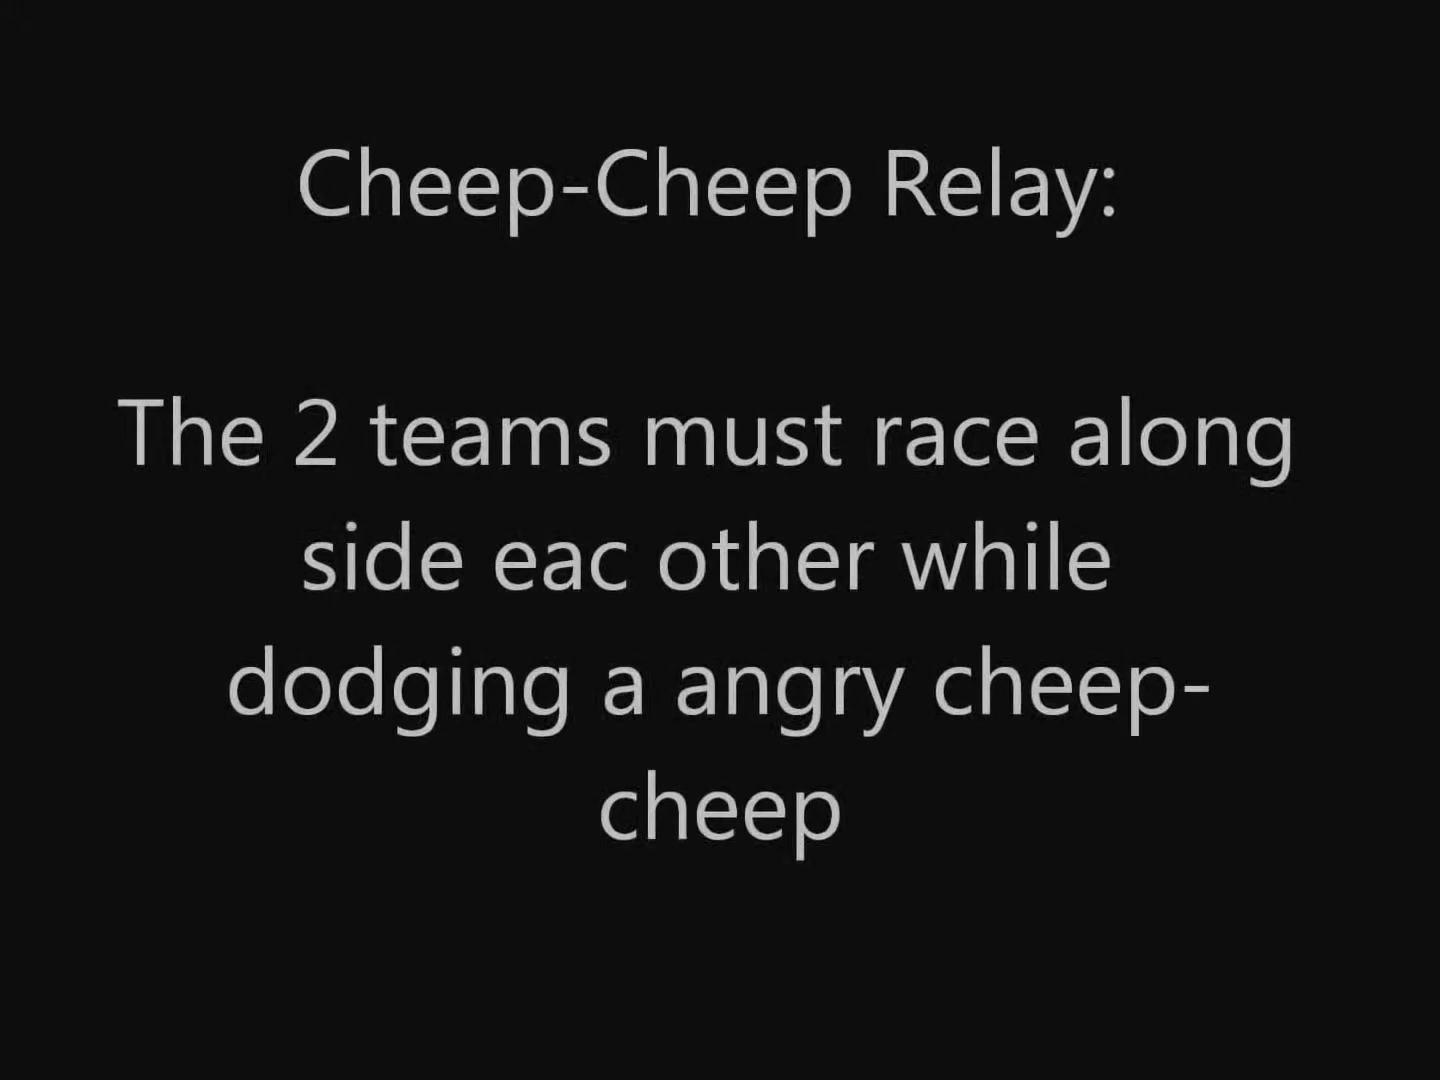 Cheep-Cheep Relay:
The 2 teams must race along
side eac other while
dodging a angry cheep-
cheep